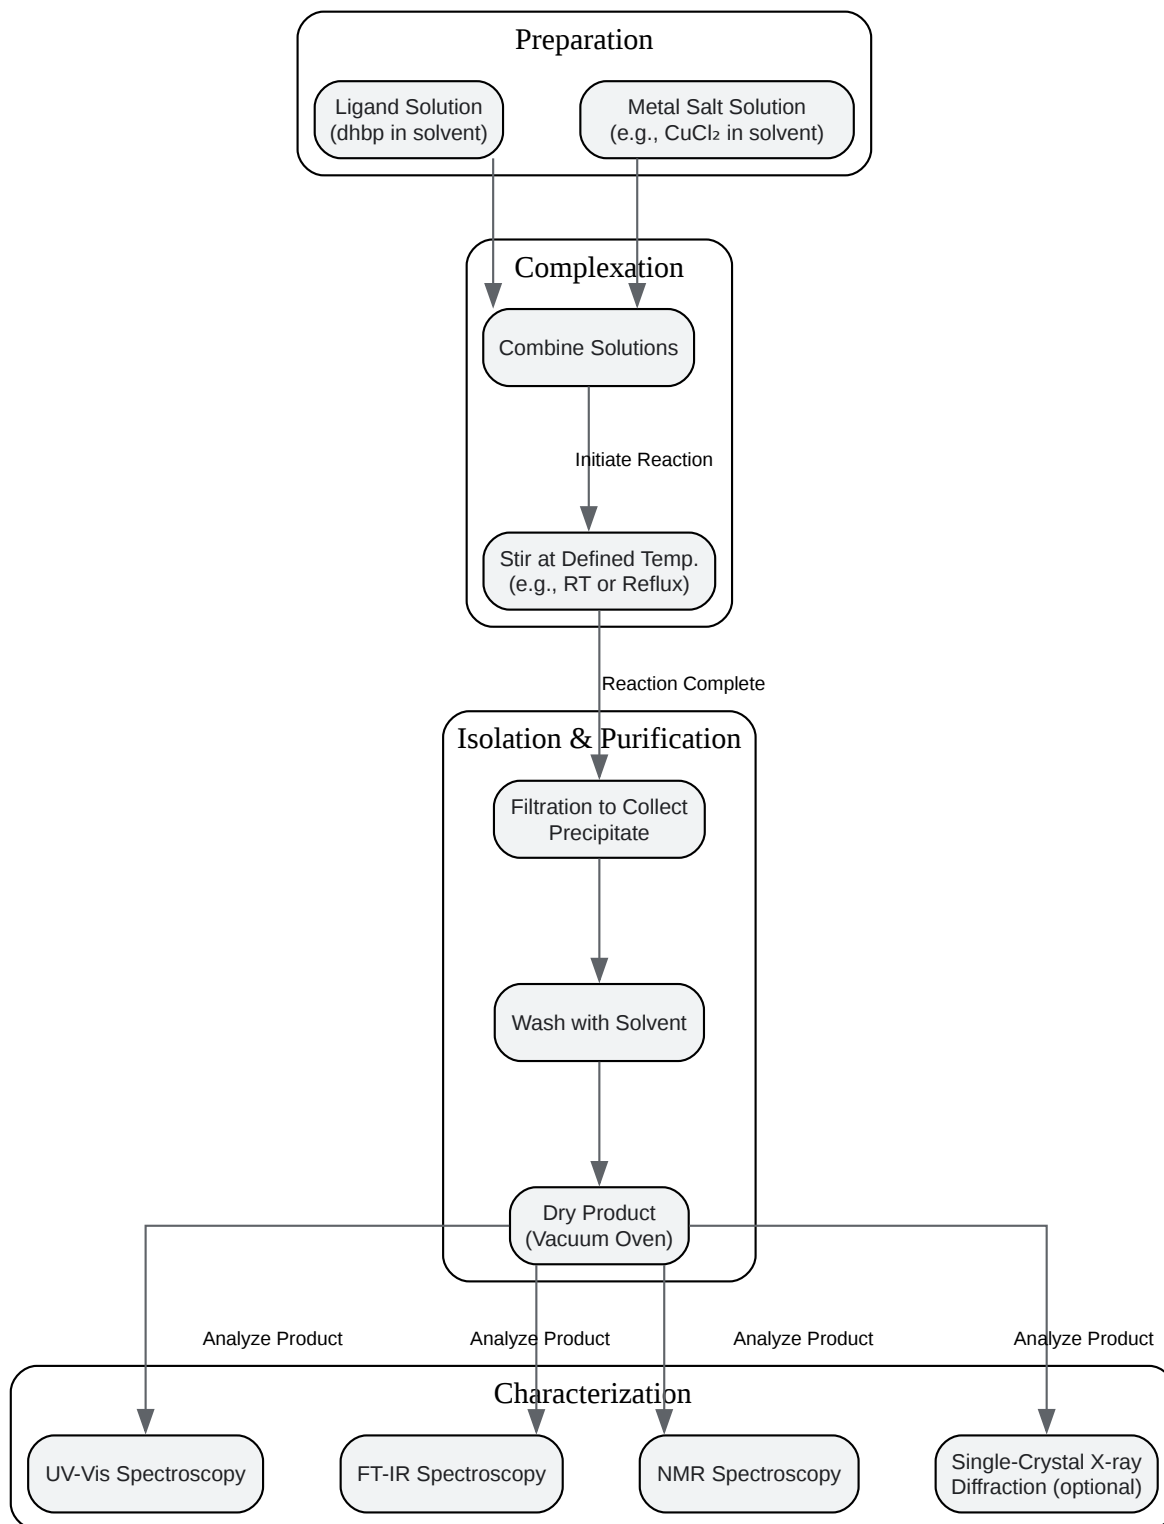 Preparation
Ligand Solution
(dhbp in solvent)
Metal Salt Solution
(e.g., CuCl₂ in solvent)
Complexation
Combine Solutions
Initiate Reaction
Stir at Defined Temp.
(e.g., RT or Reflux)
Reaction Complete
Isolation & Purification
Filtration to Collect
Precipitate
Wash with Solvent
Dry Product
(Vacuum Oven)
Analyze Product
Analyze Product
Analyze Product
Analyze Product
Characterization
UV-Vis Spectroscopy
FT-IR Spectroscopy
NMR Spectroscopy
Single-Crystal X-ray
Diffraction (optional)